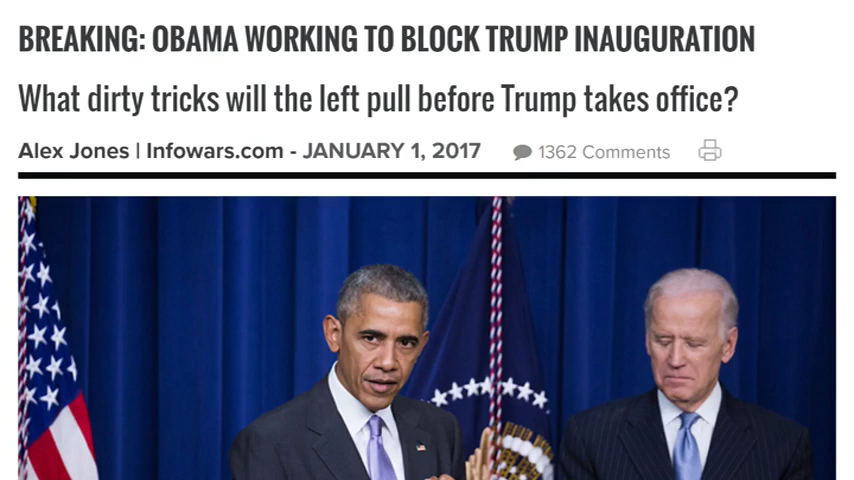 BREAKING: OBAMA WORKING TO BLOCK TRUMP INAUGURATION
What dirty tricks will the left pull before Trump takes office?
Alex Jones | Infowars.com - JANUARY 1, 2017 1362 Comments